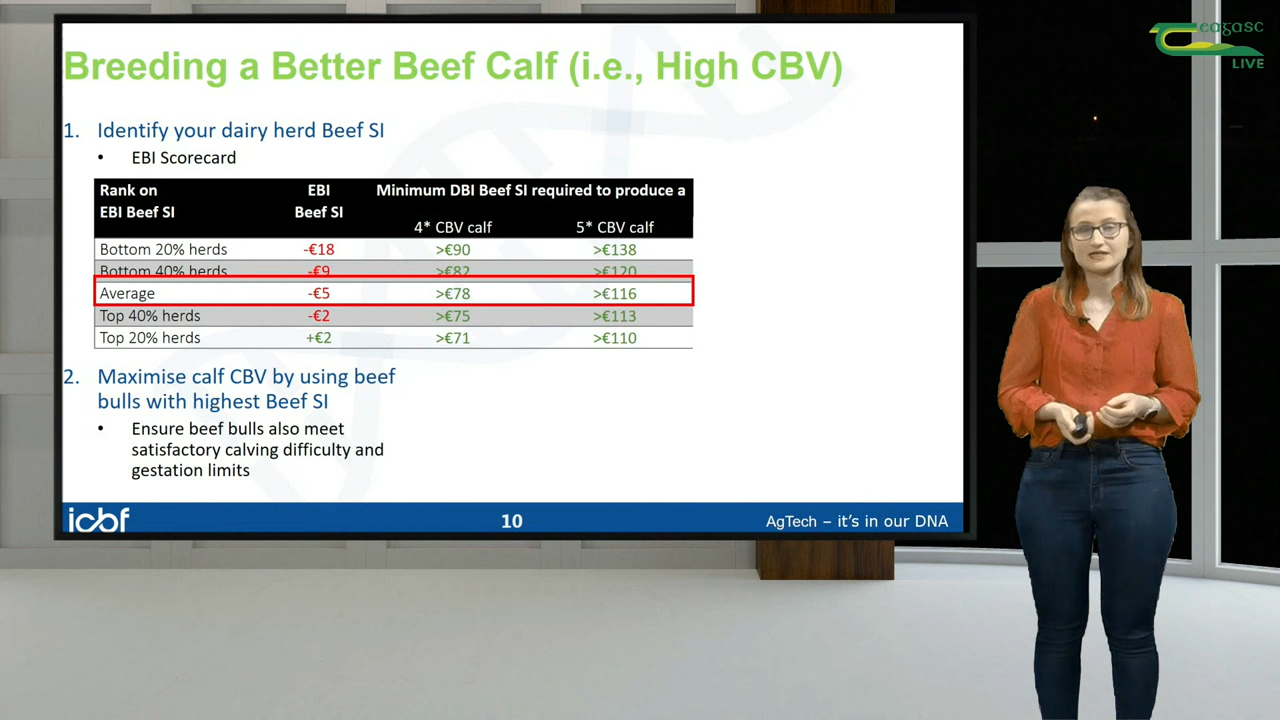 eagasc
LIVE
Breeding a Better Beef Calf (i.e., High CBV)
1. Identify your dairy herd Beef SI
• EBI Scorecard
Rank on EBI Beef SI
EBI Beef SI
Minimum DBI Beef SI required to produce a
4* CBV calf 5* CBV calf
Bottom 20% herds -€18 >€90 >€138
Bottom 40% herds -€9 >€82 >€120
Average -€5 >€78 >€116
Top 40% herds -€2 >€75 >€113
Top 20% herds +€2 >€71 >€110
2. Maximise calf CBV by using beef
bulls with highest Beef SI
• Ensure beef bulls also meet
satisfactory calving difficulty and
gestation limits
icbf 10 AgTech – it's in our DNA